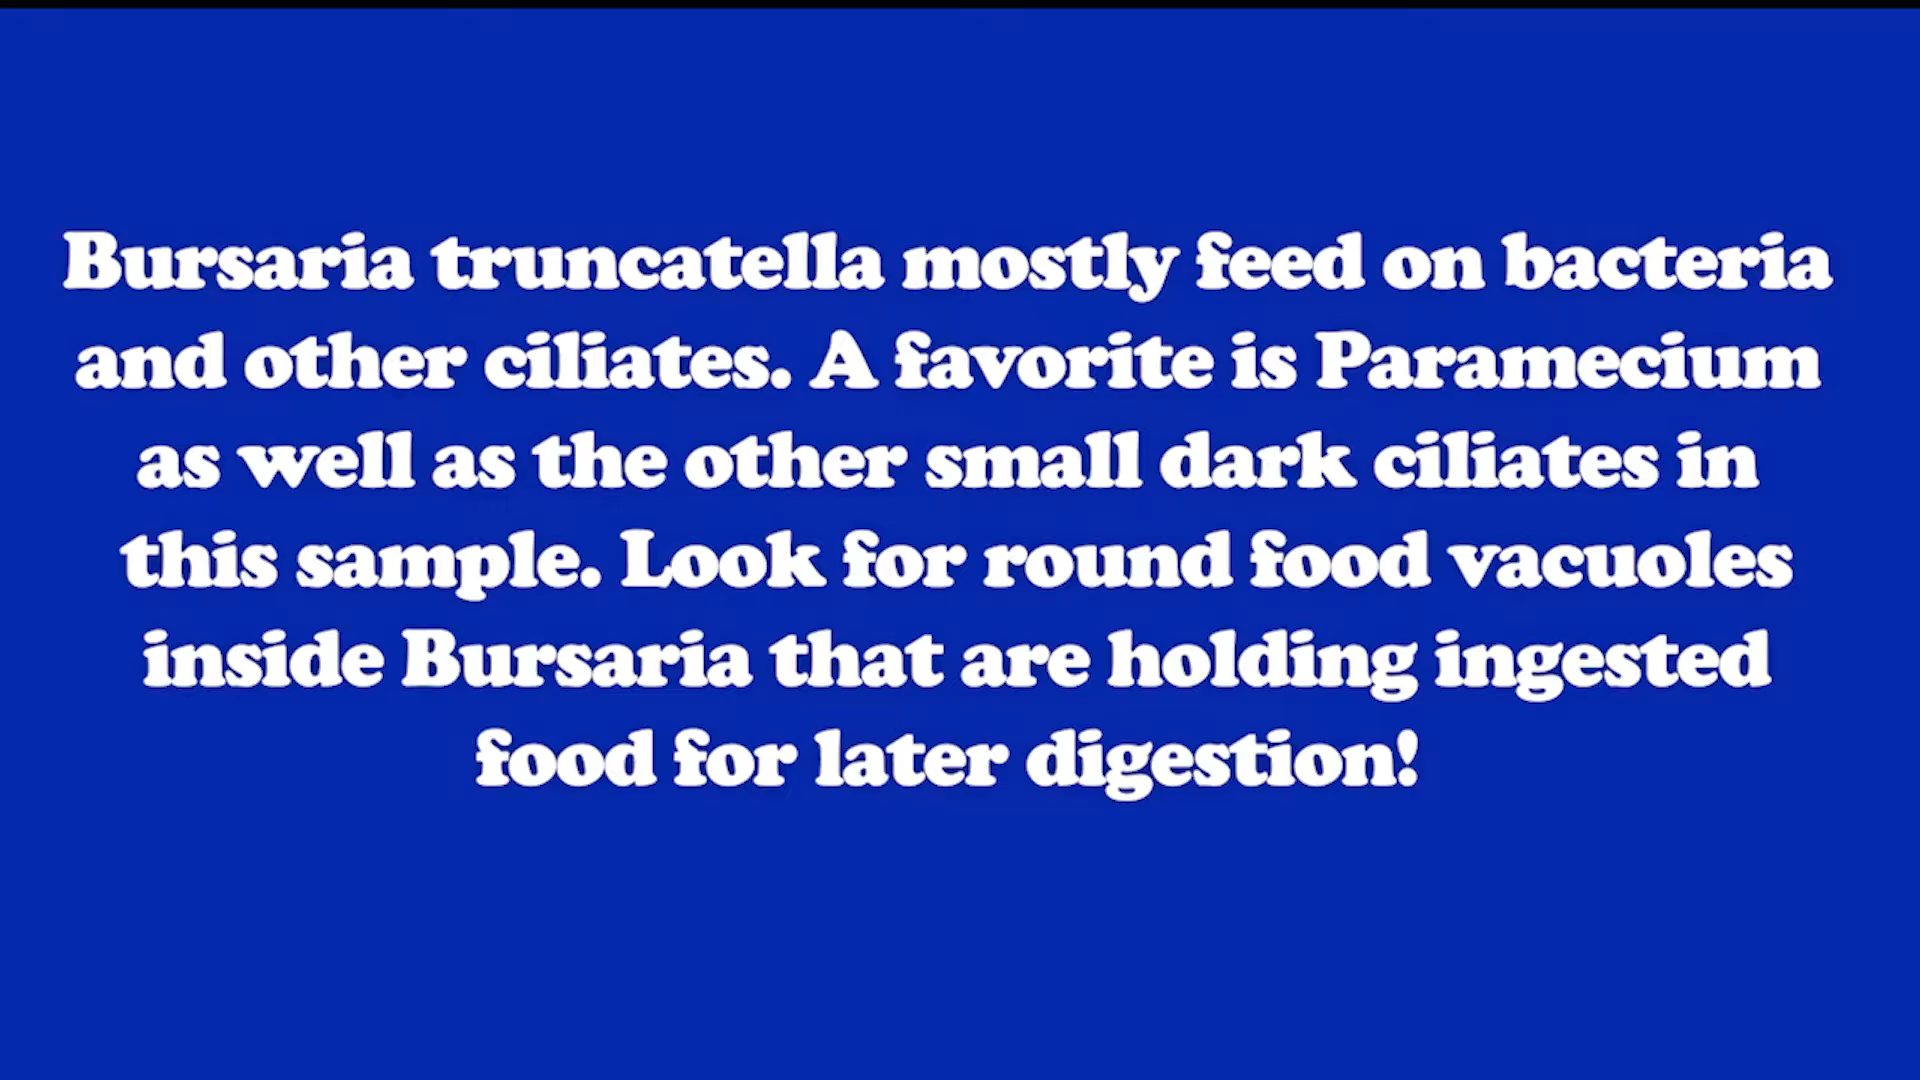 Bursaria truncatella mostly feed on bacteria
and other ciliates. A favorite is Paramecium
as well as the other small dark ciliates in
this sample. Look for round food vacuoles
inside Bursaria that are holding ingested
food for later digestion!